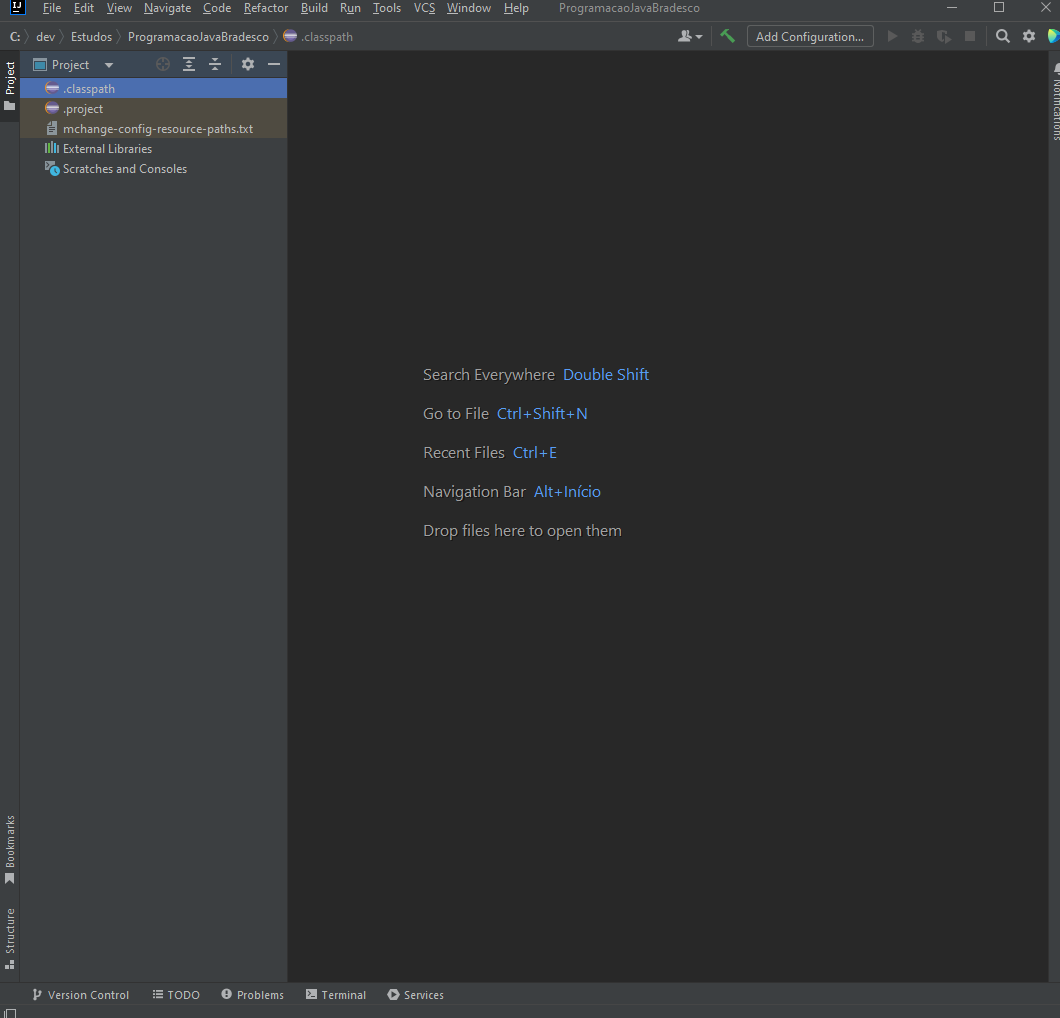 IJ File Edit View Navigate Code Refactor Build Run Tools VCS Window Help ProgramacaoJavaBradesco
C: dev Estudos ProgramacaoJavaBradesco .classpath Add Configuration...
Project
Project
.classpath
.project
mchange-config-resource-paths.txt
External Libraries
Scratches and Consoles
Search Everywhere Double Shift
Go to File Ctrl+Shift+N
Recent Files Ctrl+E
Navigation Bar Alt+Início
Drop files here to open them
Notifications
Bookmarks
Structure
Version Control TODO Problems Terminal Services